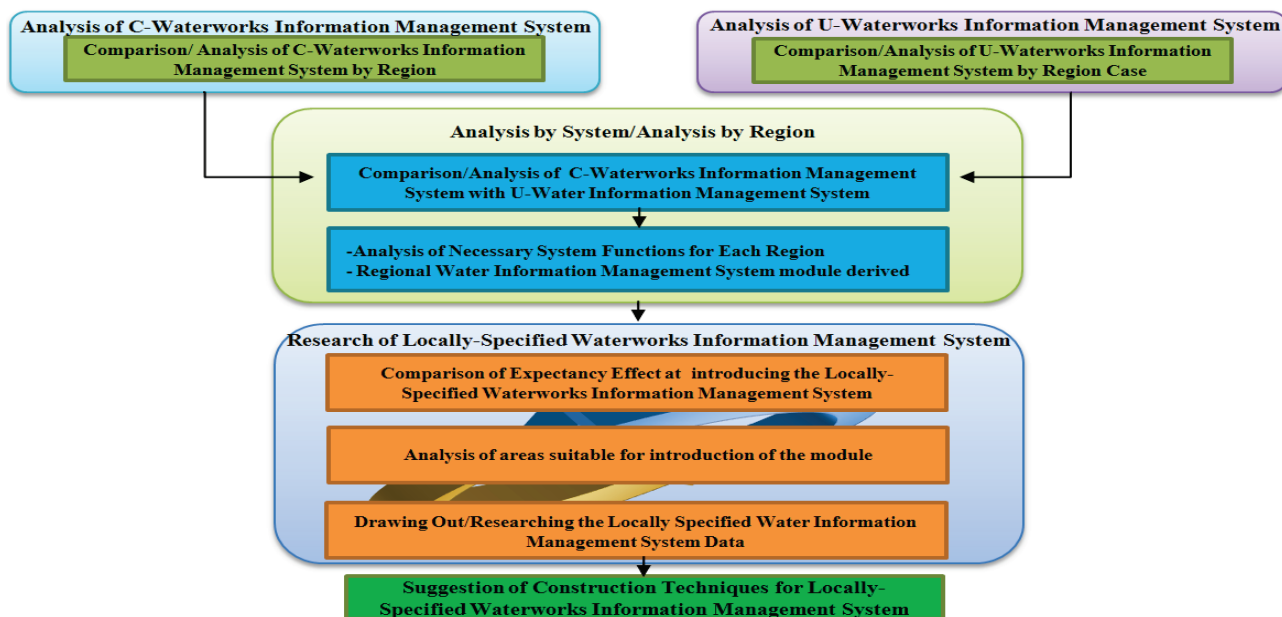 Analysis of C-Waterworks Information Management System
Comparison/ Analysis of C-Waterworks Information
Management System by Region
Analysis of U-Waterworks Information Management System
Comparison/Analysis of U-Waterworks Information
Management System by Region Case
Analysis by System/Analysis by Region
Comparison/Analysis of C-Waterworks Information Management
System with U-Water Information Management System
-Analysis of Necessary System Functions for Each Region
- Regional Water Information Management System module derived
Research of Locally-Specified Waterworks Information Management System
Comparison of Expectancy Effect at introducing the Locally-
Specified Waterworks Information Management System
Analysis of areas suitable for introduction of the module
Drawing Out/Researching the Locally Specified Water Information
Management System Data
Suggestion of Construction Techniques for Locally-
Specified Waterworks Information Management System